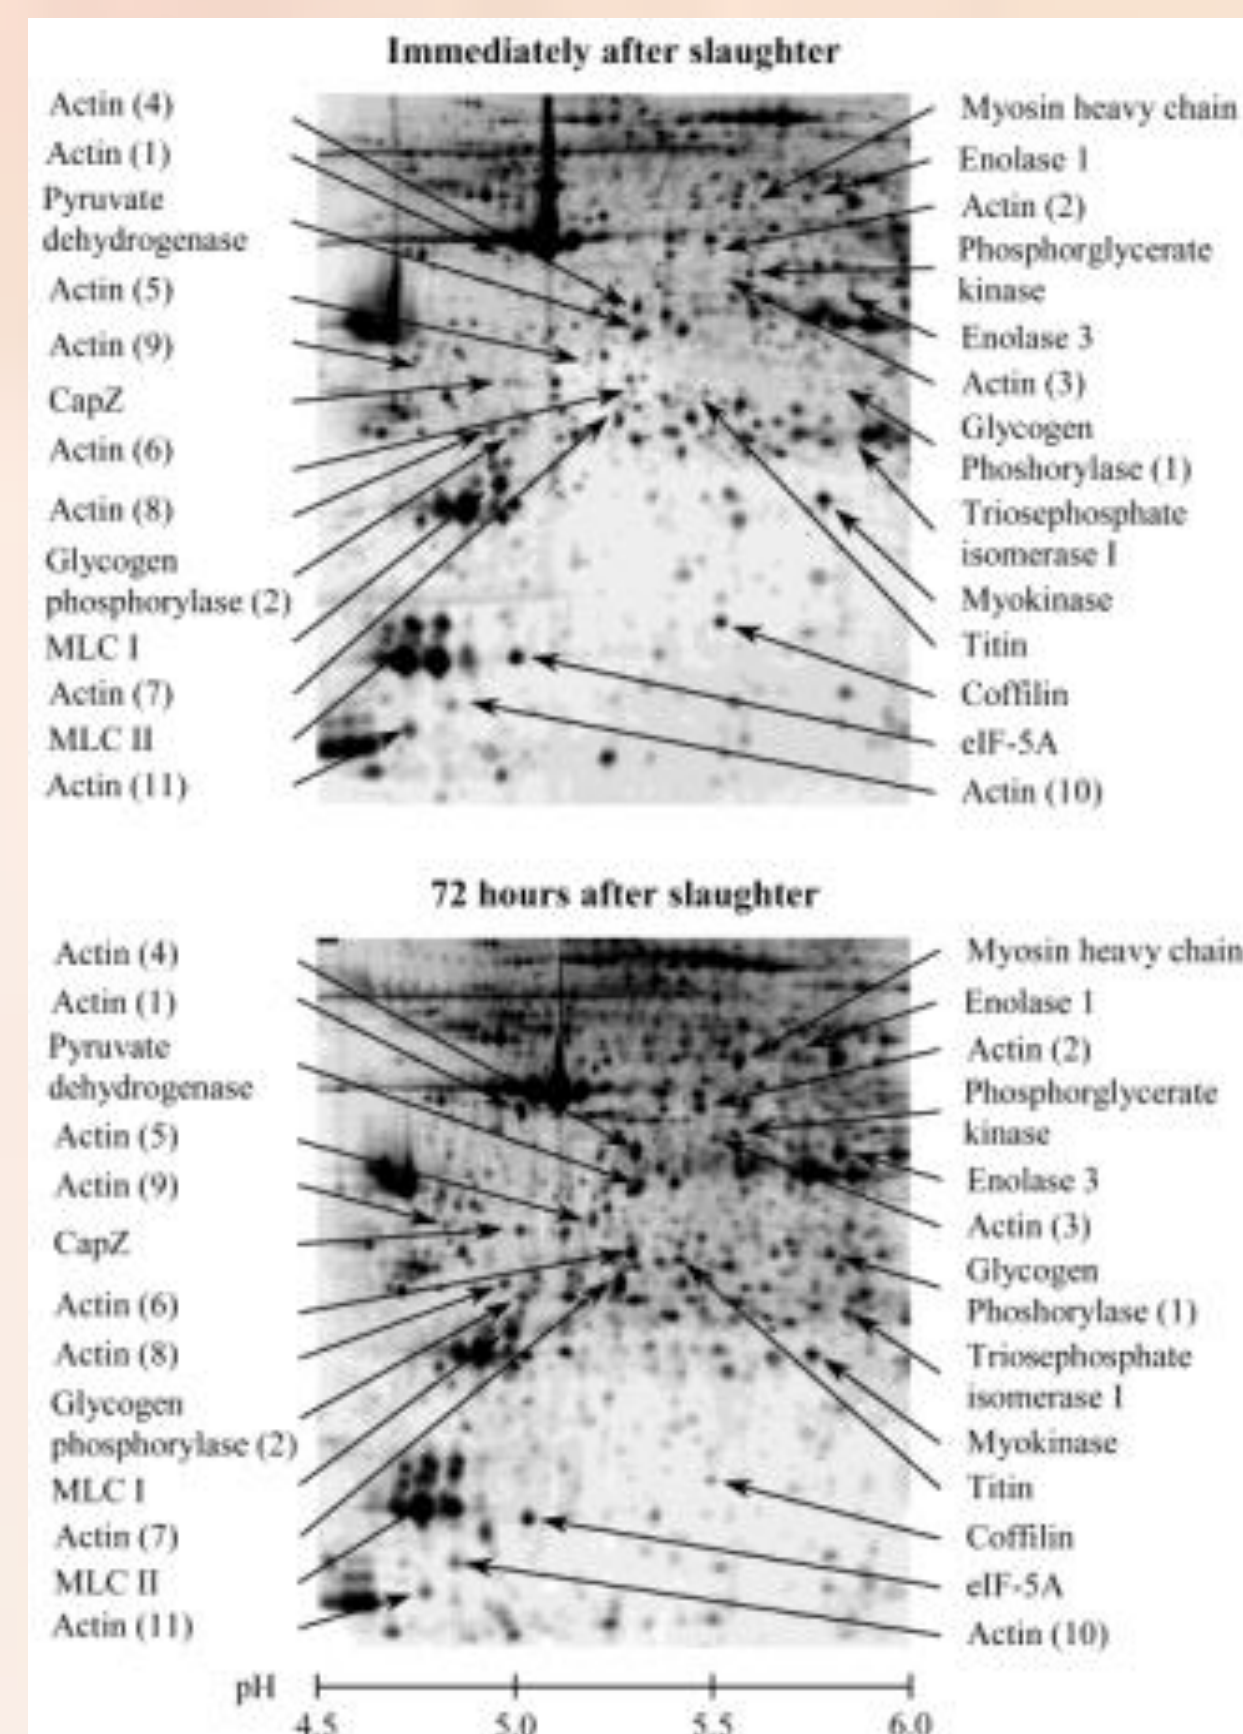 Immediately after slaughter
Actin (4)
Actin (1)
Pyruvate
dehydrogenase
Actin (5)
Actin (9)
CapZ
Actin (6)
Actin (8)
Glycogen
phosphorylase (2)
MLC I
Actin (7)
MLC II
Actin (11)
Myosin heavy chain
Enolase 1
Actin (2)
Phosphorglycerate
kinase
Enolase 3
Actin (3)
Glycogen
Phoshorylase (1)
Triosephosphate
isomerase I
Myokinase
Titin
Coffilin
eIF-5A
Actin (10)
72 hours after slaughter
Actin (4)
Actin (1)
Pyruvate
dehydrogenase
Actin (5)
Actin (9)
CapZ
Actin (6)
Actin (8)
Glycogen
phosphorylase (2)
MLC I
Actin (7)
MLC II
Actin (11)
Myosin heavy chain
Enolase 1
Actin (2)
Phosphorglycerate
kinase
Enolase 3
Actin (3)
Glycogen
Phoshorylase (1)
Triosephosphate
isomerase I
Myokinase
Titin
Coffilin
eIF-5A
Actin (10)
pH
4.5 5.0 5.5 6.0